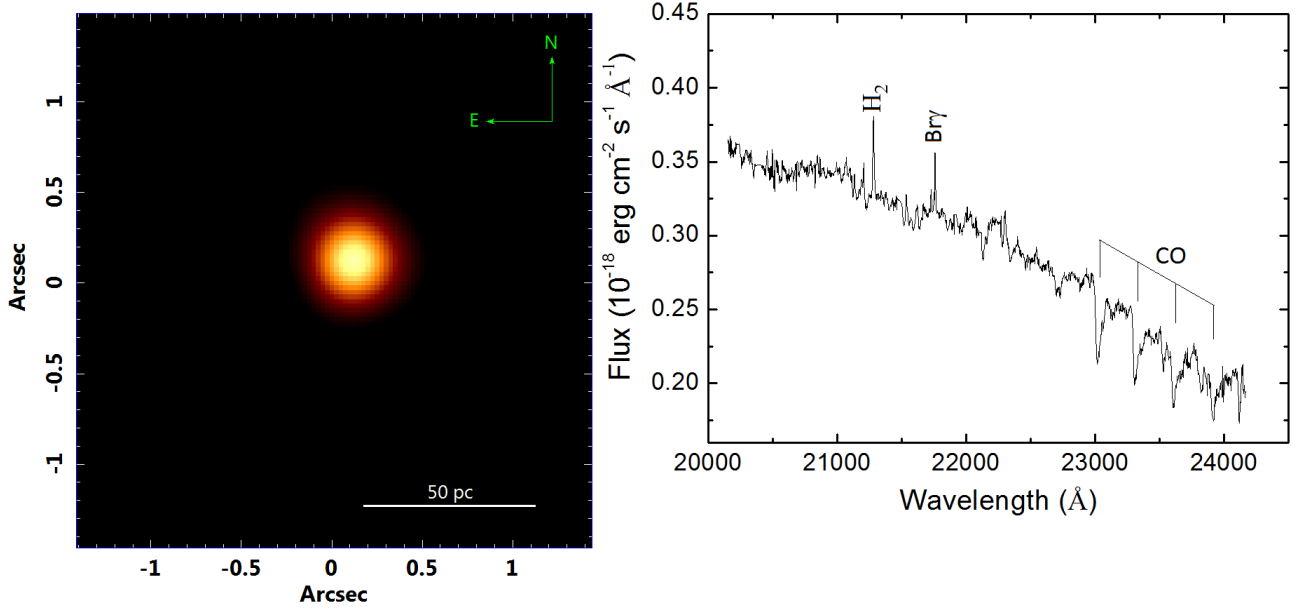 N
E
1
0.5
0
-0.5
-1
Arcsec
50 pc
-1 -0.5 0 0.5 1
Arcsec
0.45
0.40
0.35
0.30
0.25
0.20
Flux (10⁻¹⁸ erg cm⁻² s⁻¹ Å⁻¹)
H₂
Brγ
CO
20000 21000 22000 23000 24000
Wavelength (Å)